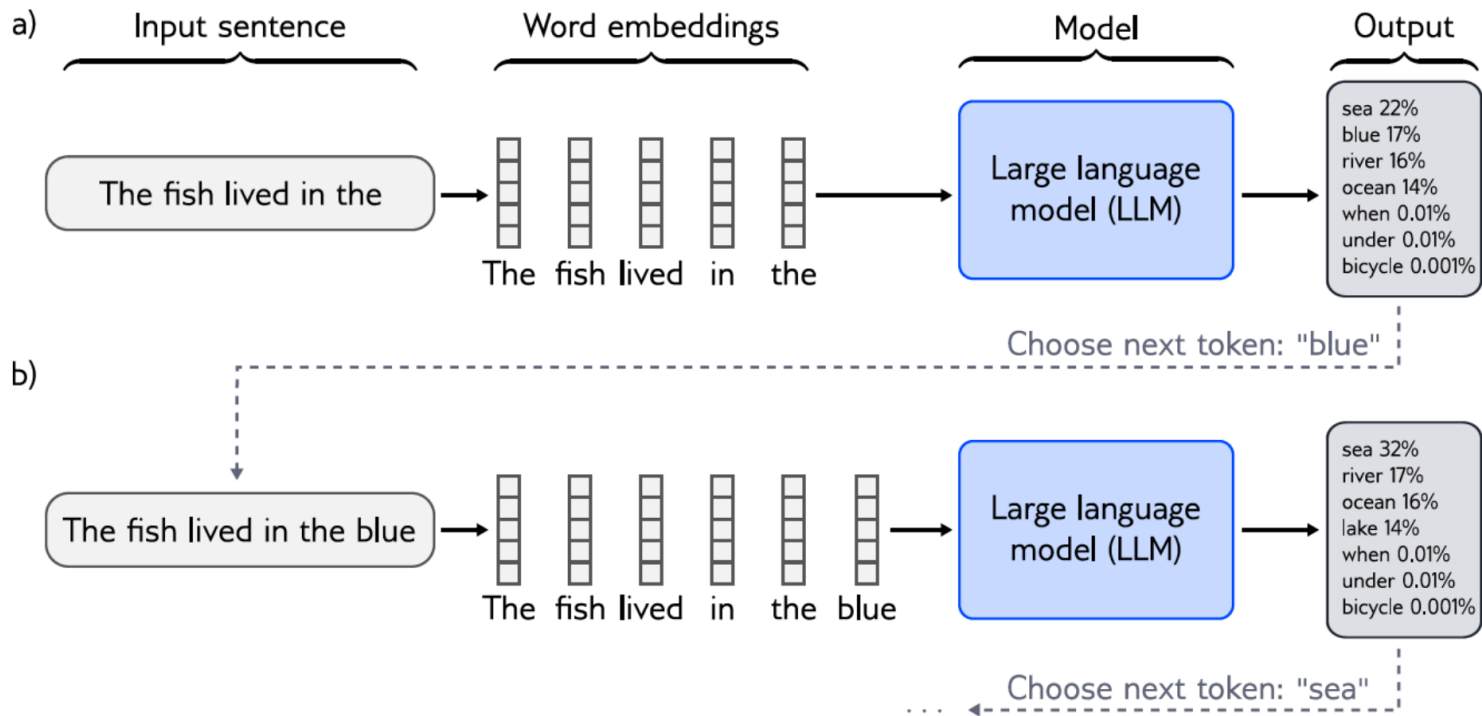 a)
Input sentence
Word embeddings
Model
Output
The fish lived in the
The fish lived in the
Large language
model (LLM)
sea 22%
blue 17%
river 16%
ocean 14%
when 0.01%
under 0.01%
bicycle 0.001%
Choose next token: "blue"
b)
The fish lived in the blue
The fish lived in the blue
Large language
model (LLM)
sea 32%
river 17%
ocean 16%
lake 14%
when 0.01%
under 0.01%
bicycle 0.001%
Choose next token: "sea"
. . .